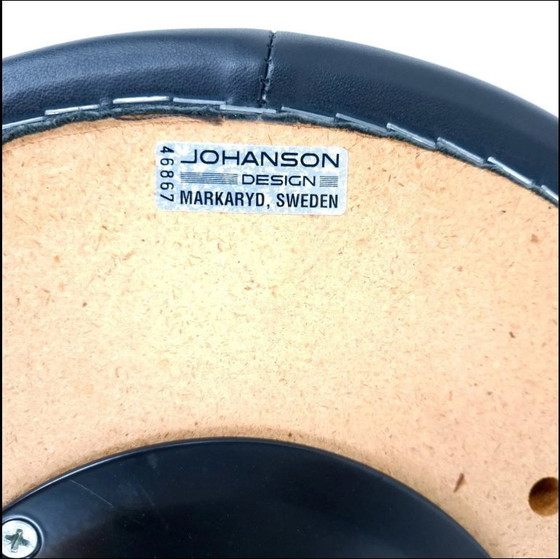 46867
JOHANSON
DESIGN
MARKARYD, SWEDEN